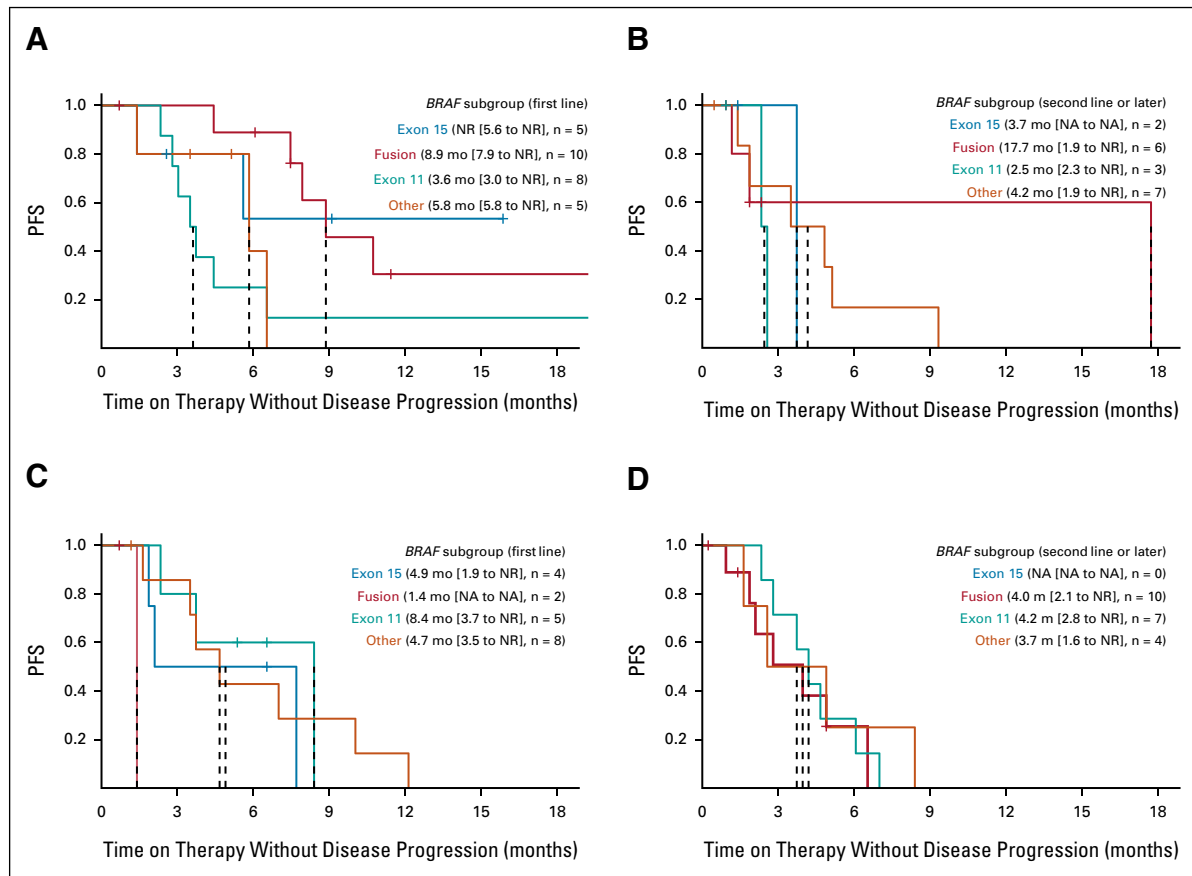 A
BRAF subgroup (first line)
Exon 15 (NR [5.6 to NR], n = 5)
Fusion (8.9 mo [7.9 to NR], n = 10)
Exon 11 (3.6 mo [3.0 to NR], n = 8)
Other (5.8 mo [5.8 to NR], n = 5)
PFS
1.0
0.8
0.6
0.4
0.2
0 3 6 9 12 15 18
Time on Therapy Without Disease Progression (months)
B
BRAF subgroup (second line or later)
Exon 15 (3.7 mo [NA to NA], n = 2)
Fusion (17.7 mo [1.9 to NR], n = 6)
Exon 11 (2.5 mo [2.3 to NR], n = 3)
Other (4.2 mo [1.9 to NR], n = 7)
PFS
1.0
0.8
0.6
0.4
0.2
0 3 6 9 12 15 18
Time on Therapy Without Disease Progression (months)
C
BRAF subgroup (first line)
Exon 15 (4.9 mo [1.9 to NR], n = 4)
Fusion (1.4 mo [NA to NA], n = 2)
Exon 11 (8.4 mo [3.7 to NR], n = 5)
Other (4.7 mo [3.5 to NR], n = 8)
PFS
1.0
0.8
0.6
0.4
0.2
0 3 6 9 12 15 18
Time on Therapy Without Disease Progression (months)
D
BRAF subgroup (second line or later)
Exon 15 (NA [NA to NA], n = 0)
Fusion (4.0 m [2.1 to NR], n = 10)
Exon 11 (4.2 m [2.8 to NR], n = 7)
Other (3.7 m [1.6 to NR], n = 4)
PFS
1.0
0.8
0.6
0.4
0.2
0 3 6 9 12 15 18
Time on Therapy Without Disease Progression (months)